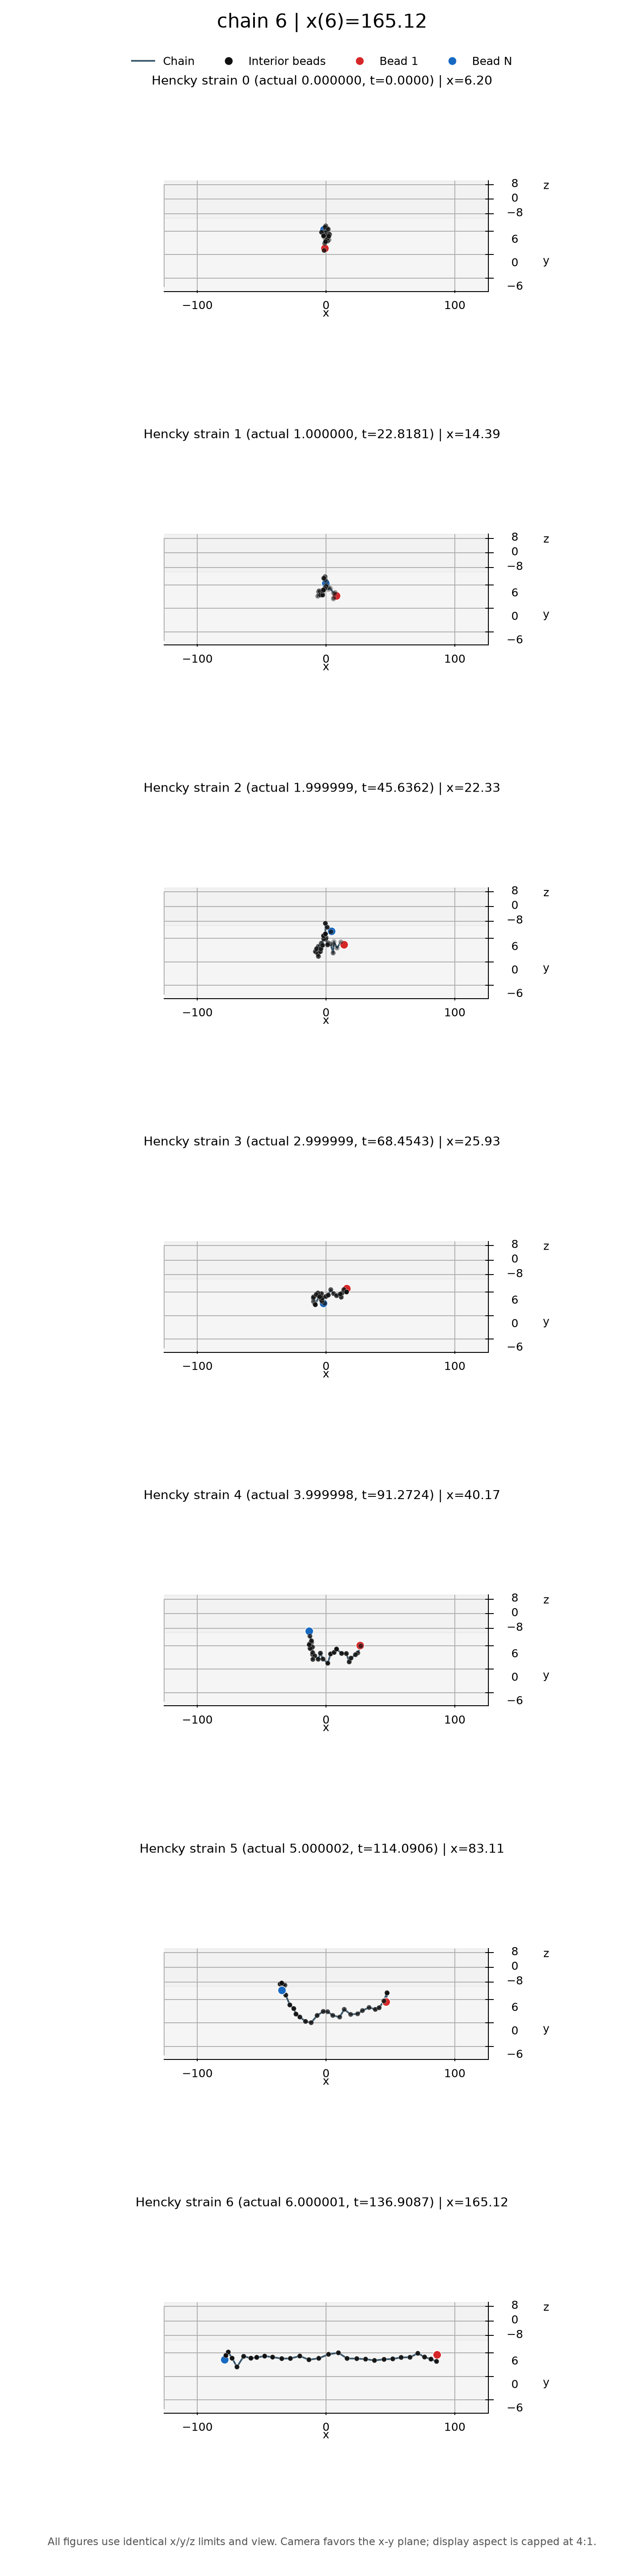 chain 6 | x(6)=165.12
Chain Interior beads Bead 1 Bead N
Hencky strain 0 (actual 0.000000, t=0.0000) | x=6.20
8 z
0
−8
6
0 y
−6
−100 0 100
x
Hencky strain 1 (actual 1.000000, t=22.8181) | x=14.39
8 z
0
−8
6
0 y
−6
−100 0 100
x
Hencky strain 2 (actual 1.999999, t=45.6362) | x=22.33
8 z
0
−8
6
0 y
−6
−100 0 100
x
Hencky strain 3 (actual 2.999999, t=68.4543) | x=25.93
8 z
0
−8
6
0 y
−6
−100 0 100
x
Hencky strain 4 (actual 3.999998, t=91.2724) | x=40.17
8 z
0
−8
6
0 y
−6
−100 0 100
x
Hencky strain 5 (actual 5.000002, t=114.0906) | x=83.11
8 z
0
−8
6
0 y
−6
−100 0 100
x
Hencky strain 6 (actual 6.000001, t=136.9087) | x=165.12
8 z
0
−8
6
0 y
−6
−100 0 100
x
All figures use identical x/y/z limits and view. Camera favors the x-y plane; display aspect is capped at 4:1.